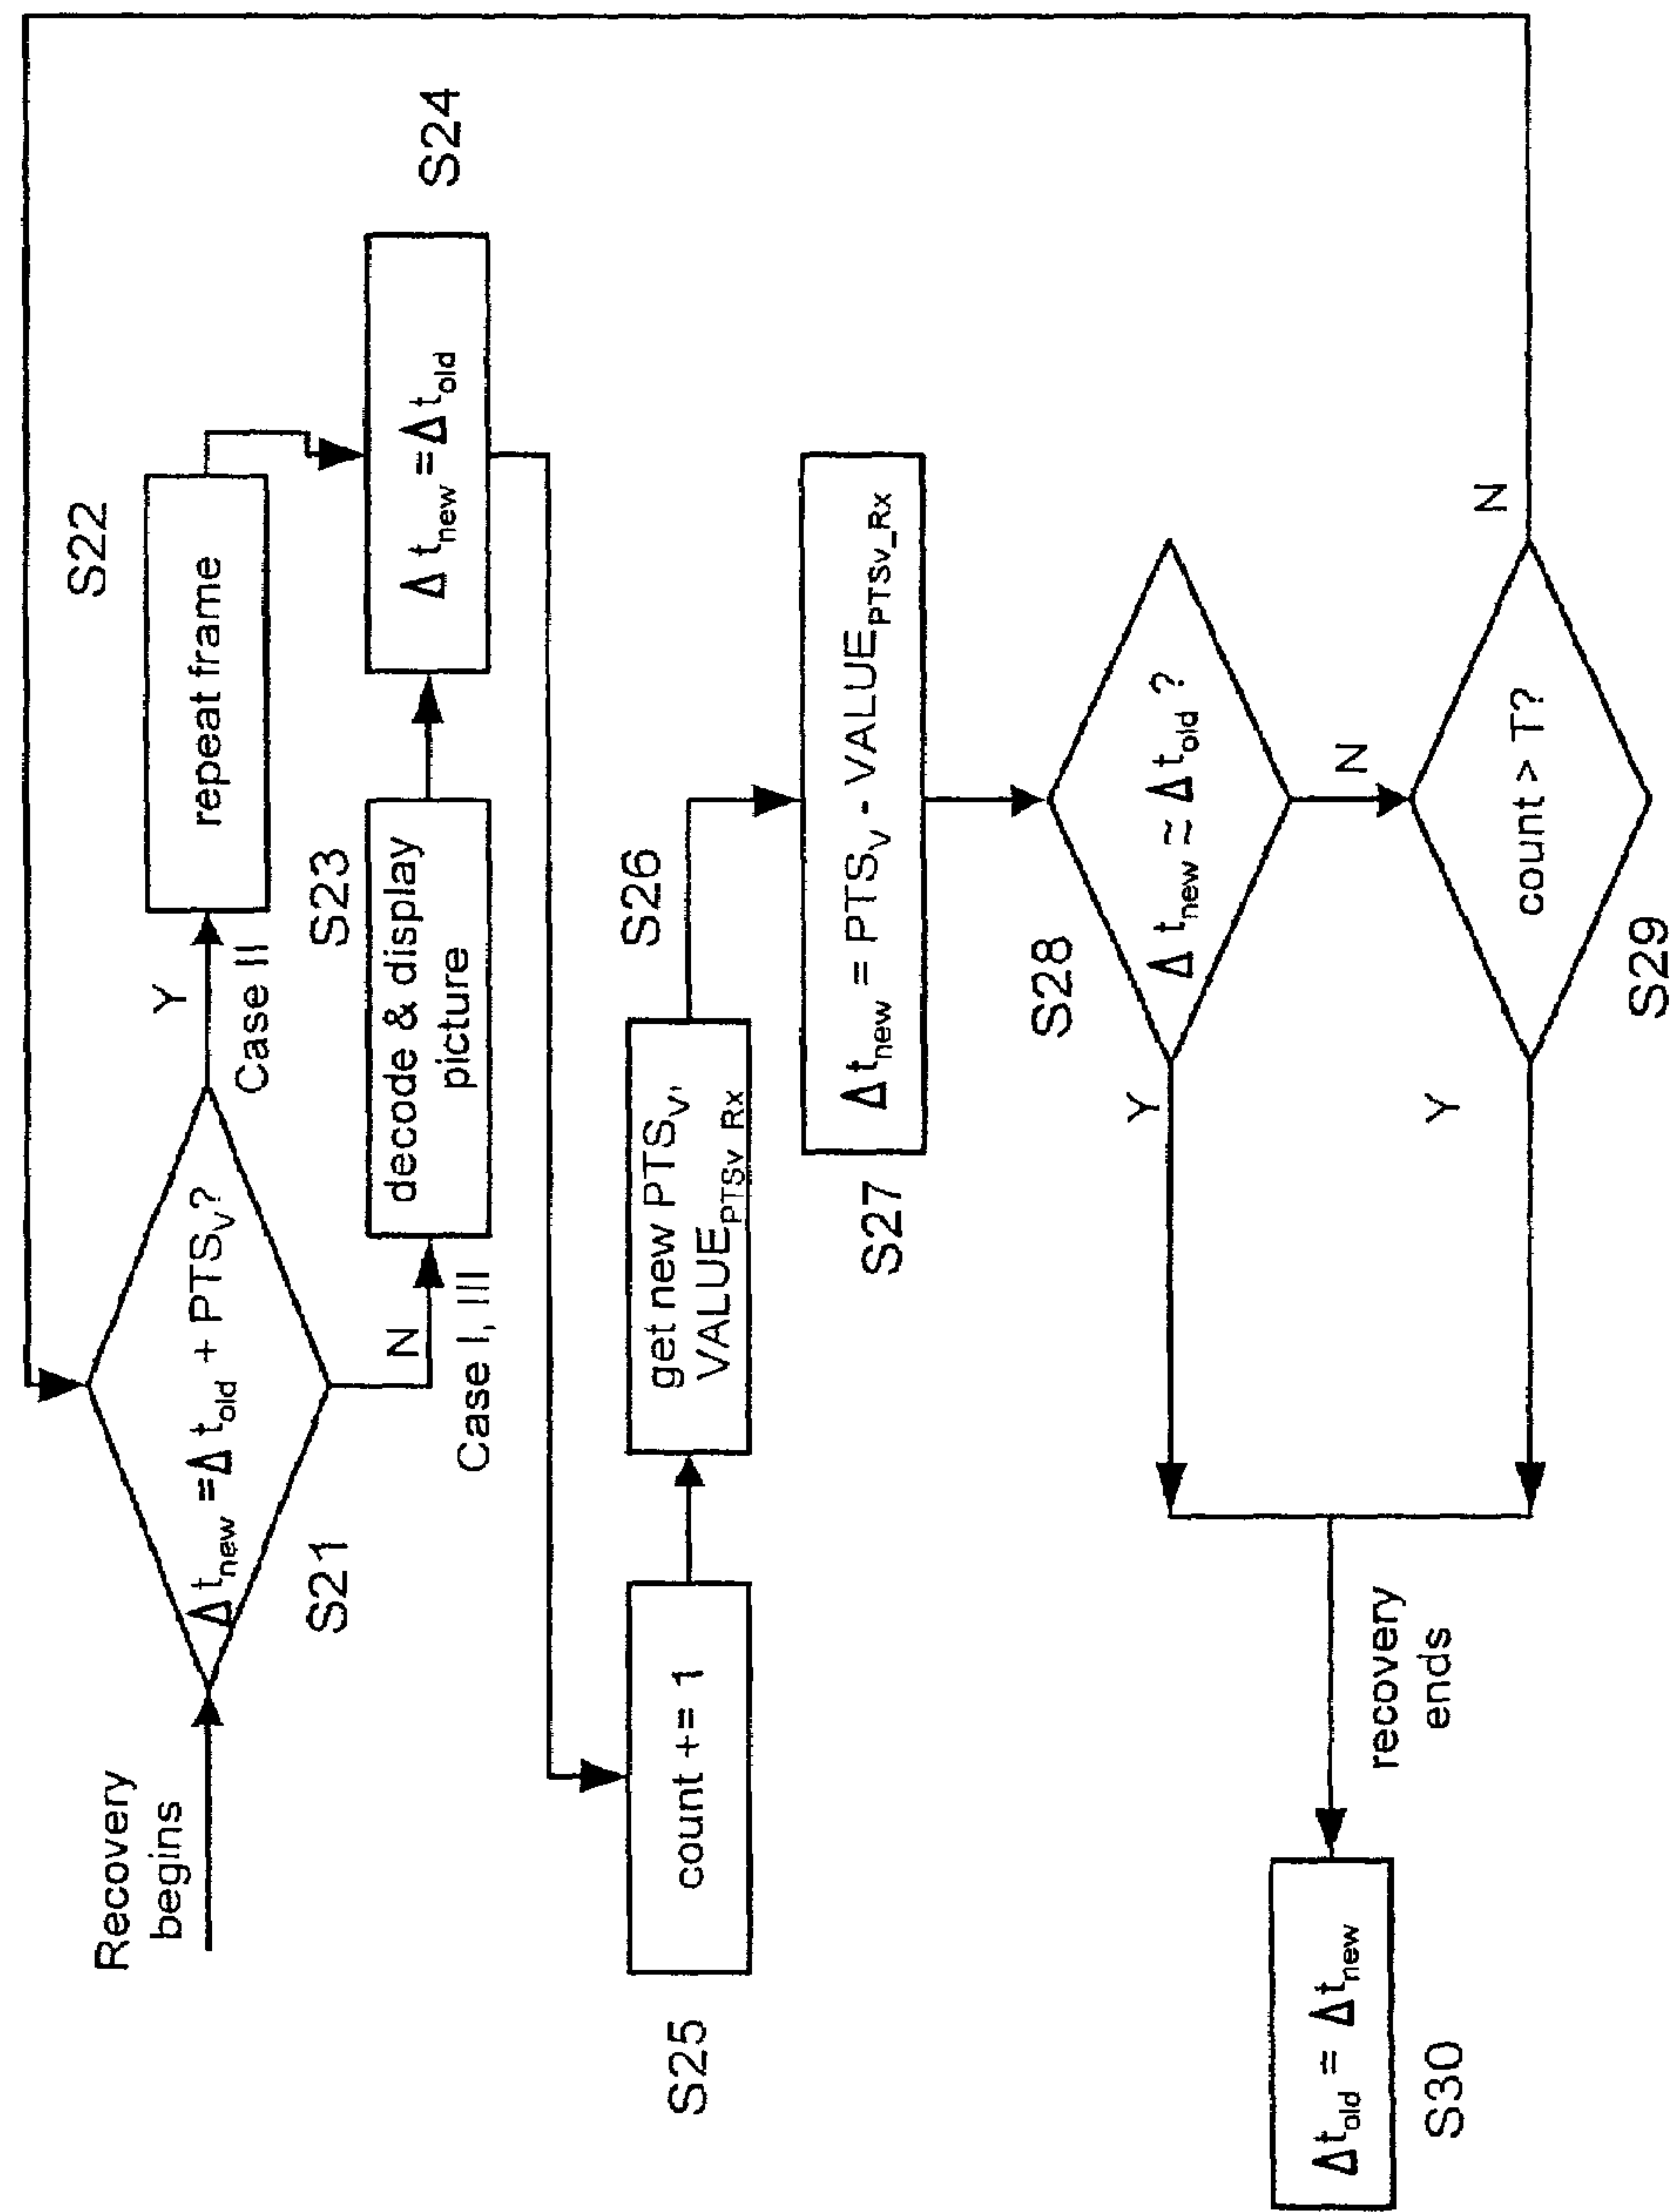 Recovery
begins
Δ t_new = Δ t_old + PTS_V?
S21
Y
Case II
N
Case I, III
repeat frame
S22
decode & display
picture
S23
Δ t_new = Δ t_old
S24
count += 1
S25
get new PTS_V,
VALUE_PTSv_Rx
S26
Δ t_new = PTS_V - VALUE_PTSv_Rx
S27
Δ t_new ≈ Δ t_old ?
S28
Y
N
count > T?
S29
Y
N
recovery
ends
Δt_old = Δt_new
S30